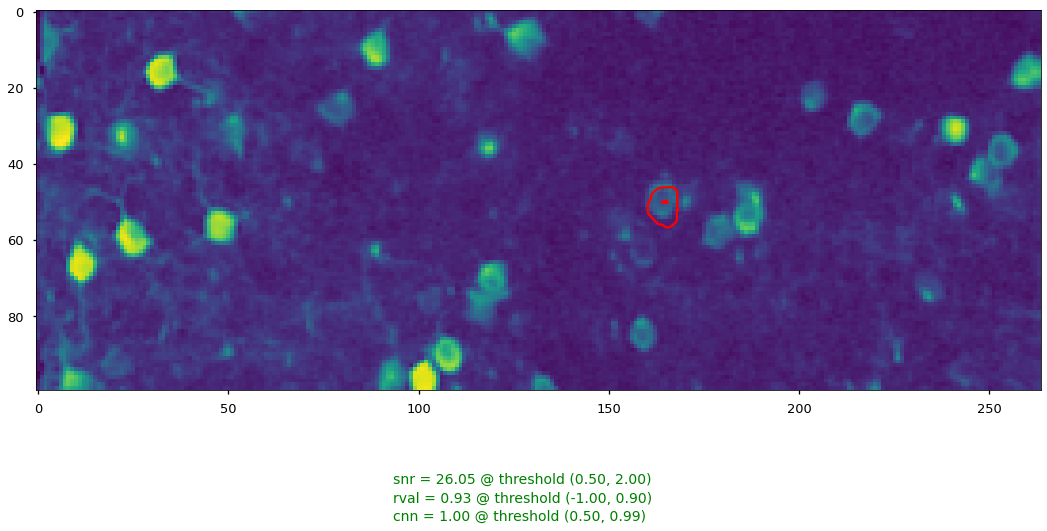 0
20
40
60
80
0 50 100 150 200 250
snr = 26.05 @ threshold (0.50, 2.00)
rval = 0.93 @ threshold (-1.00, 0.90)
cnn = 1.00 @ threshold (0.50, 0.99)